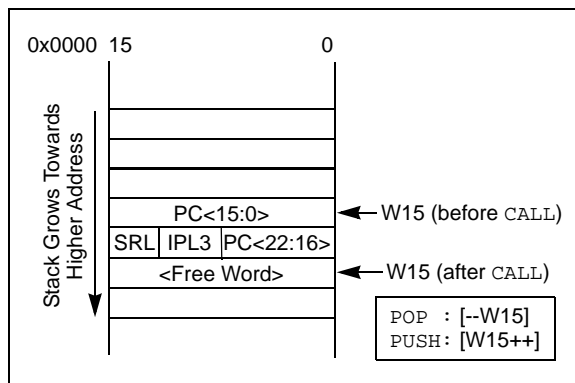 0x0000 15 0
Stack Grows Towards
Higher Address
PC<15:0>
W15 (before CALL)
SRL IPL3 PC<22:16>
<Free Word>
W15 (after CALL)
POP : [--W15]
PUSH: [W15++]